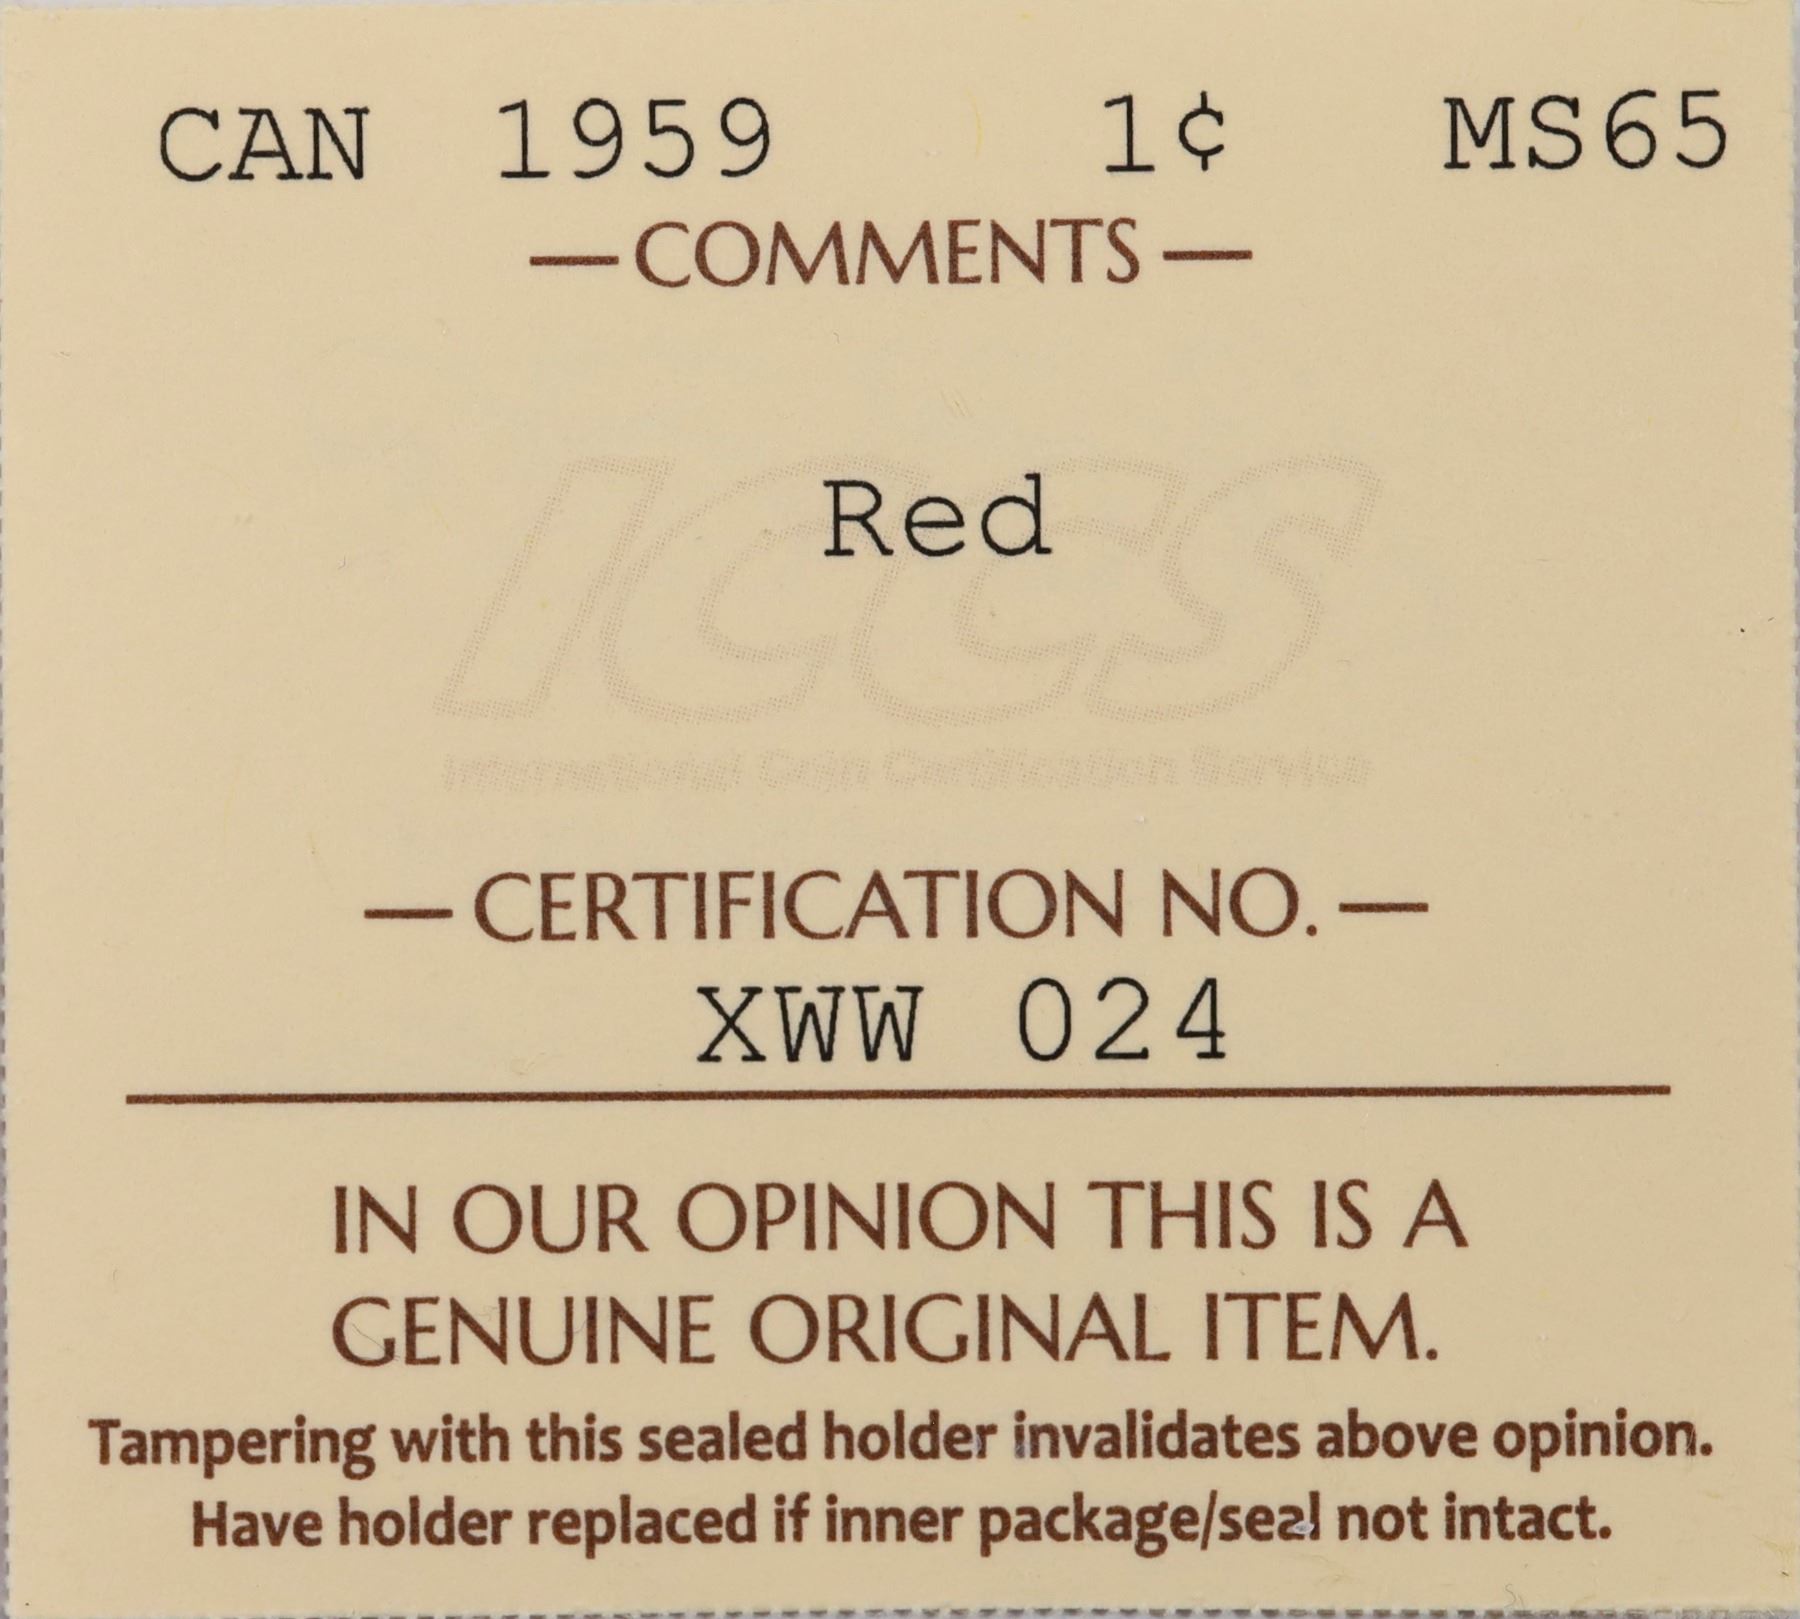 CAN 1959 1¢ MS65
—COMMENTS—
Red
ICCS
International Coin Certification Service
—CERTIFICATION NO.—
XWW 024
IN OUR OPINION THIS IS A
GENUINE ORIGINAL ITEM.
Tampering with this sealed holder invalidates above opinion.
Have holder replaced if inner package/seal not intact.